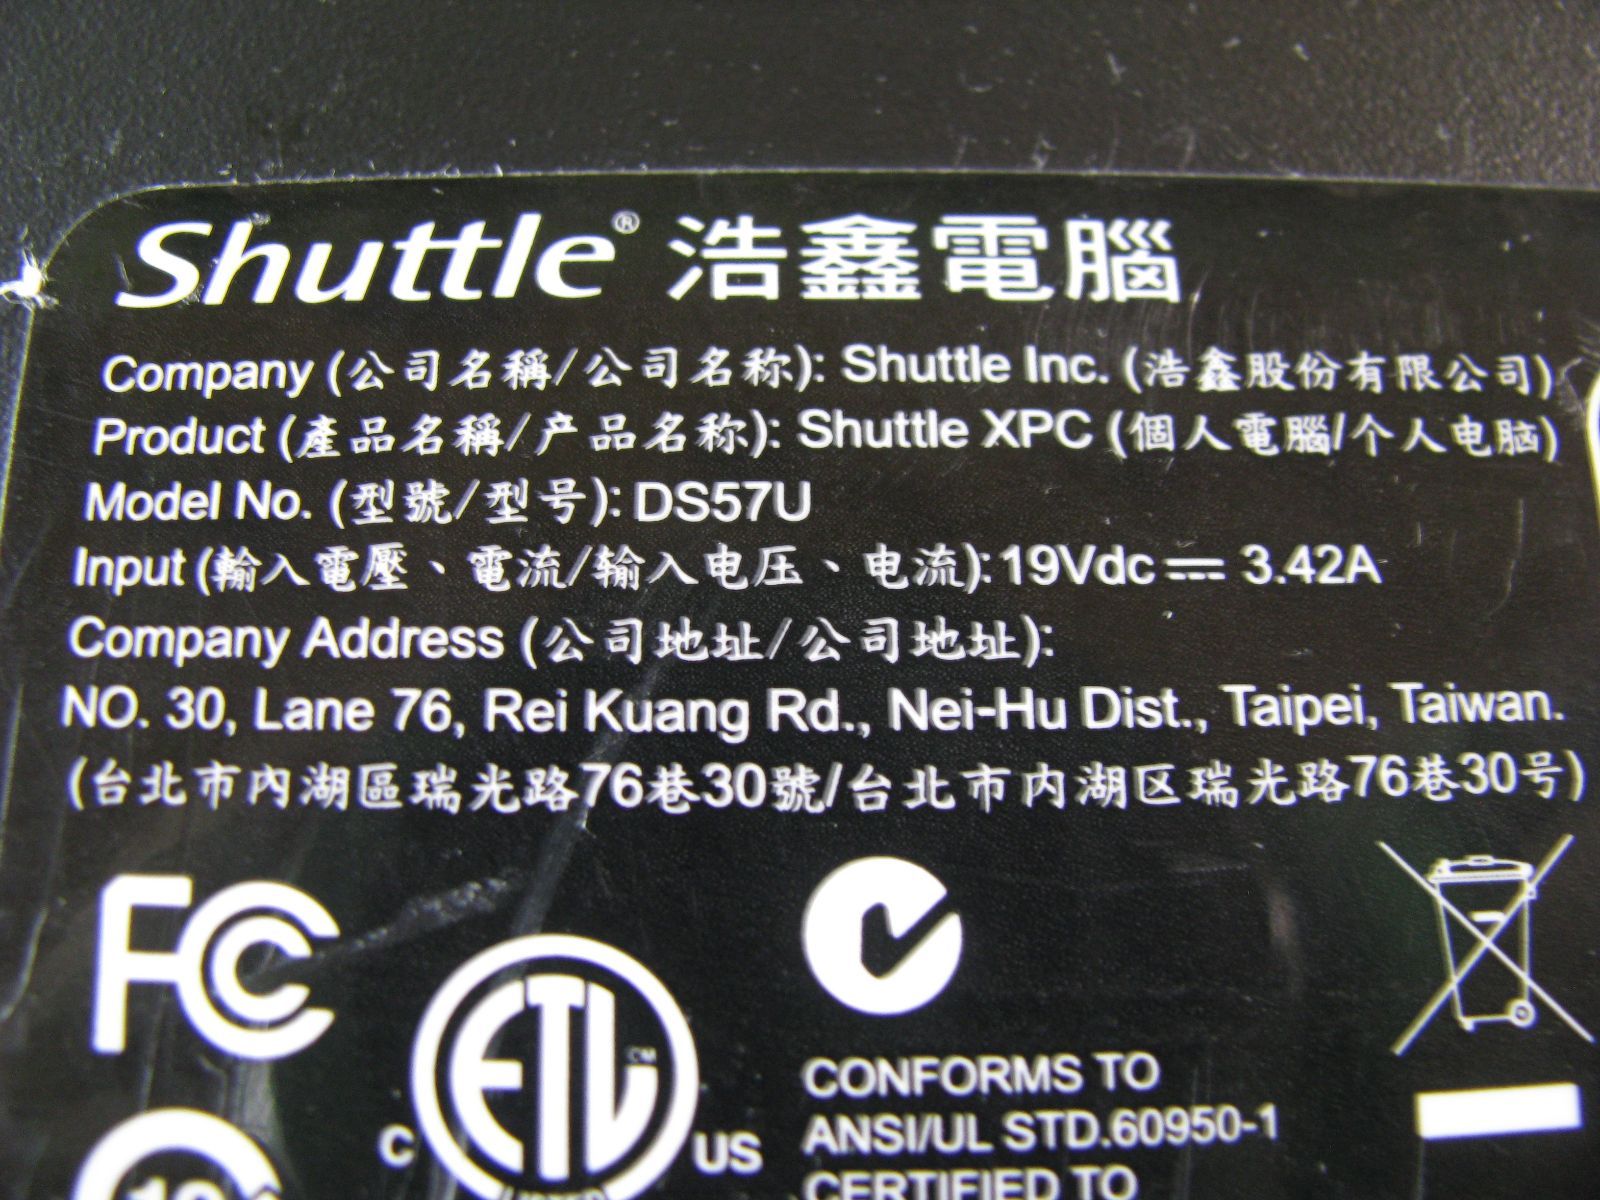 Shuttle® 浩鑫電腦
Company (公司名稱/公司名称): Shuttle Inc. (浩鑫股份有限公司)
Product (產品名稱/产品名称): Shuttle XPC (個人電腦/个人电脑)
Model No. (型號/型号): DS57U
Input (輸入電壓、電流/输入电压、电流): 19Vdc ⎓ 3.42A
Company Address (公司地址/公司地址):
NO. 30, Lane 76, Rei Kuang Rd., Nei-Hu Dist., Taipei, Taiwan.
(台北市內湖區瑞光路76巷30號/台北市内湖区瑞光路76巷30号)
FC
C ETL CM US
LISTED
CONFORMS TO
ANSI/UL STD.60950-1
CERTIFIED TO